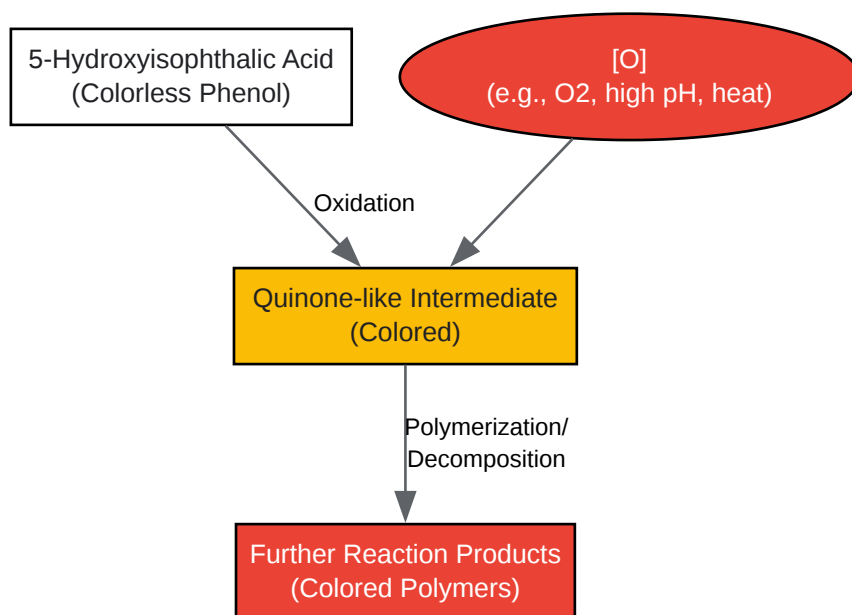 5-Hydroxyisophthalic Acid
(Colorless Phenol)
[O]
(e.g., O2, high pH, heat)
Oxidation
Quinone-like Intermediate
(Colored)
Polymerization/
Decomposition
Further Reaction Products
(Colored Polymers)